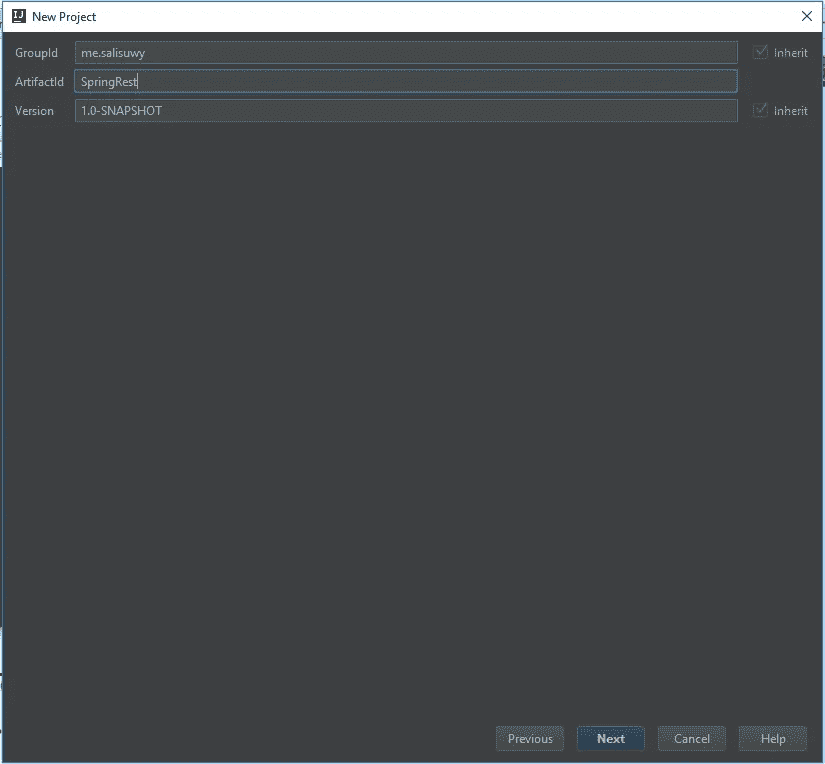 IJ New Project
GroupId me.salisuwy Inherit
ArtifactId SpringRest
Version 1.0-SNAPSHOT Inherit
Previous Next Cancel Help